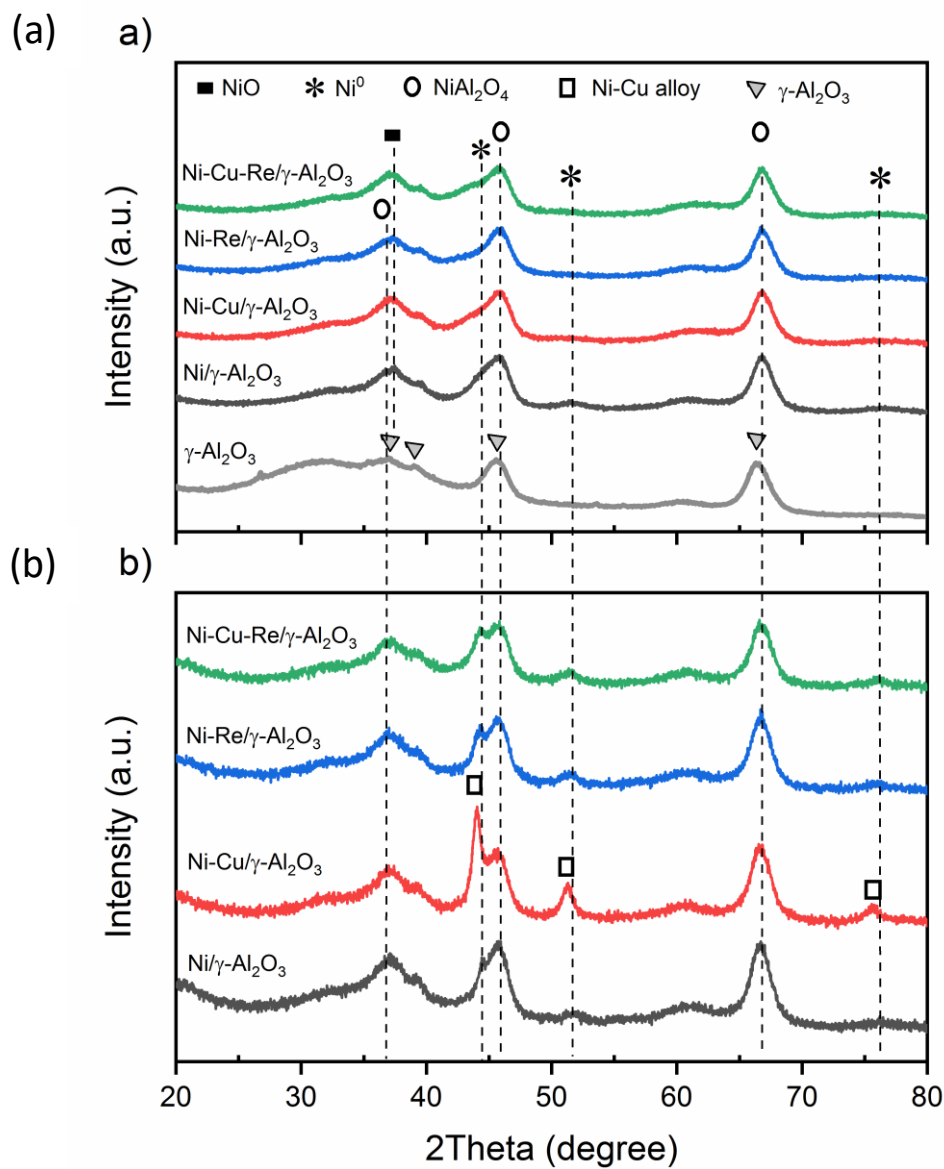 (a)
a)
NiO
Ni⁰
NiAl₂O₄
Ni-Cu alloy
γ-Al₂O₃
Ni-Cu-Re/γ-Al₂O₃
Ni-Re/γ-Al₂O₃
Ni-Cu/γ-Al₂O₃
Ni/γ-Al₂O₃
γ-Al₂O₃
Intensity (a.u.)
(b)
b)
Ni-Cu-Re/γ-Al₂O₃
Ni-Re/γ-Al₂O₃
Ni-Cu/γ-Al₂O₃
Ni/γ-Al₂O₃
Intensity (a.u.)
20 30 40 50 60 70 80
2Theta (degree)